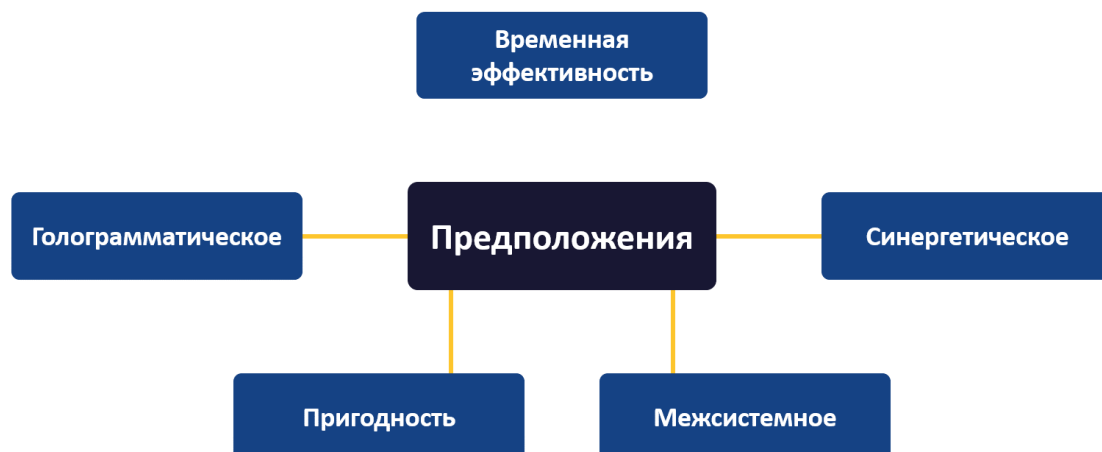 Временная
эффективность
Голограмматическое
Предположения
Синергетическое
Пригодность
Межсистемное